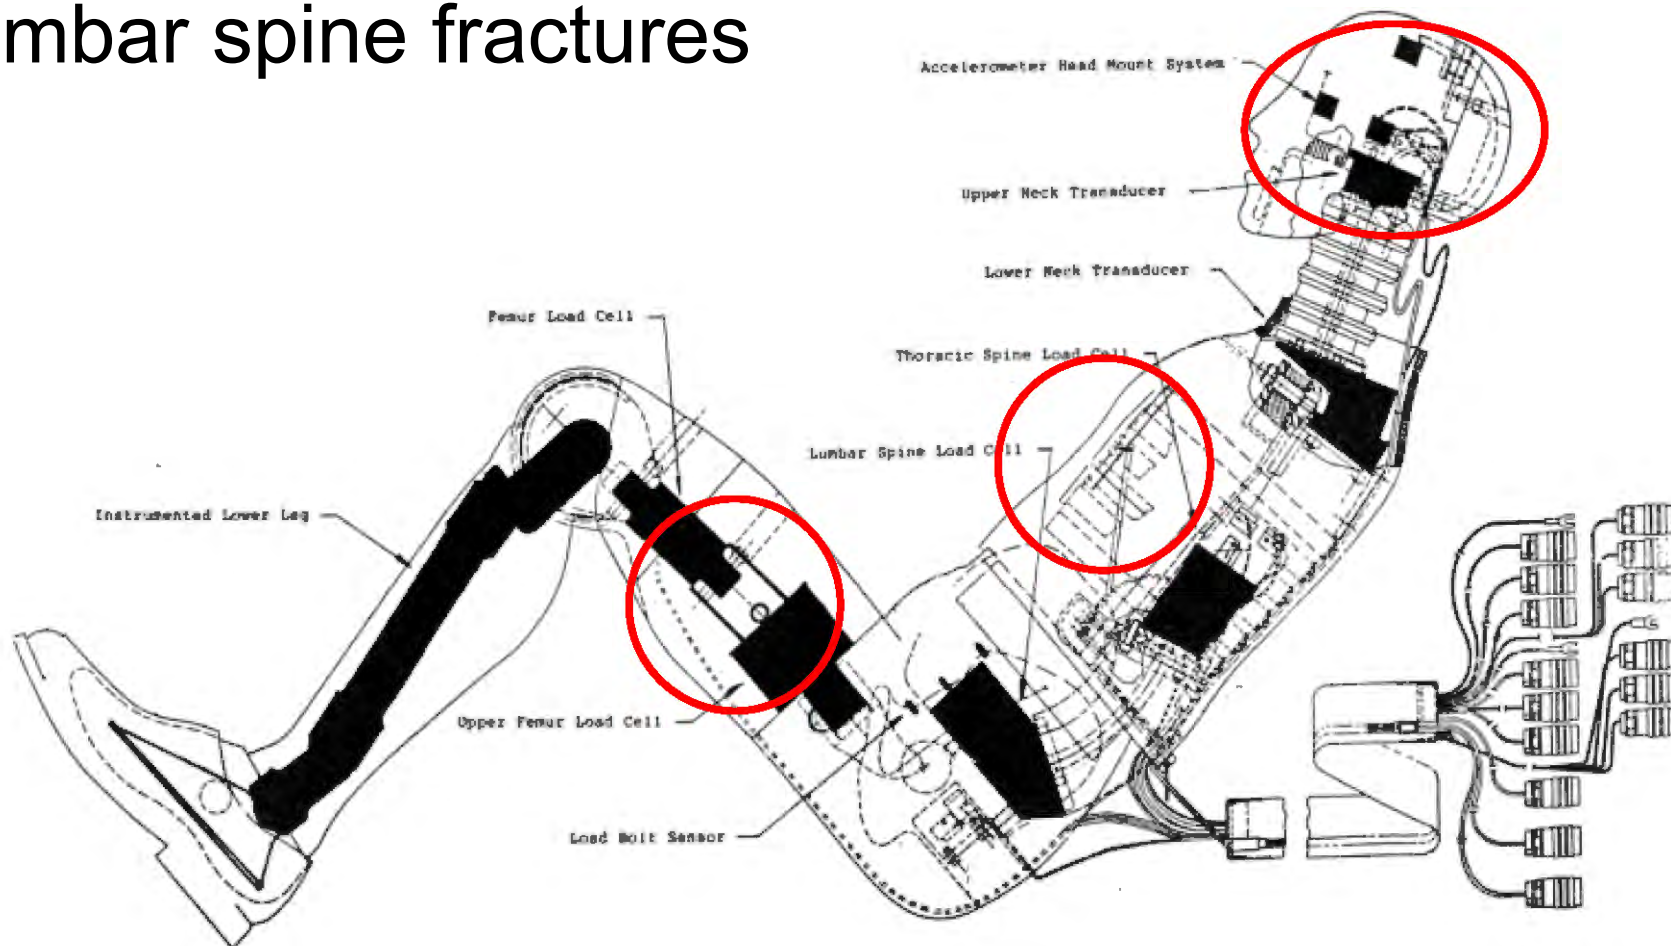 mbar spine fractures
Accelerometer Head Mount System
Upper Neck Transducer
Lower Neck Transducer
Femur Load Cell
Thoracic Spine Load Cell
Lumbar Spine Load Cell
Instrumented Lower Leg
Upper Femur Load Cell
Load Bolt Sensor